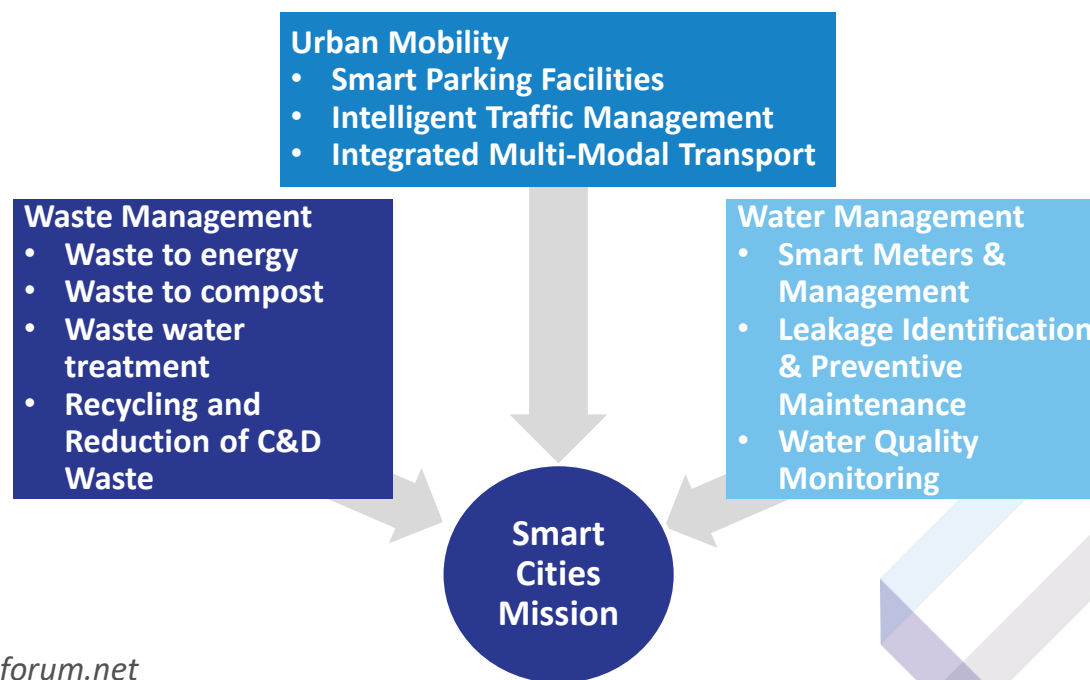 Urban Mobility
• Smart Parking Facilities
• Intelligent Traffic Management
• Integrated Multi-Modal Transport
Waste Management
• Waste to energy
• Waste to compost
• Waste water
treatment
• Recycling and
Reduction of C&D
Waste
Water Management
• Smart Meters &
Management
• Leakage Identification
& Preventive
Maintenance
• Water Quality
Monitoring
Smart
Cities
Mission
forum.net